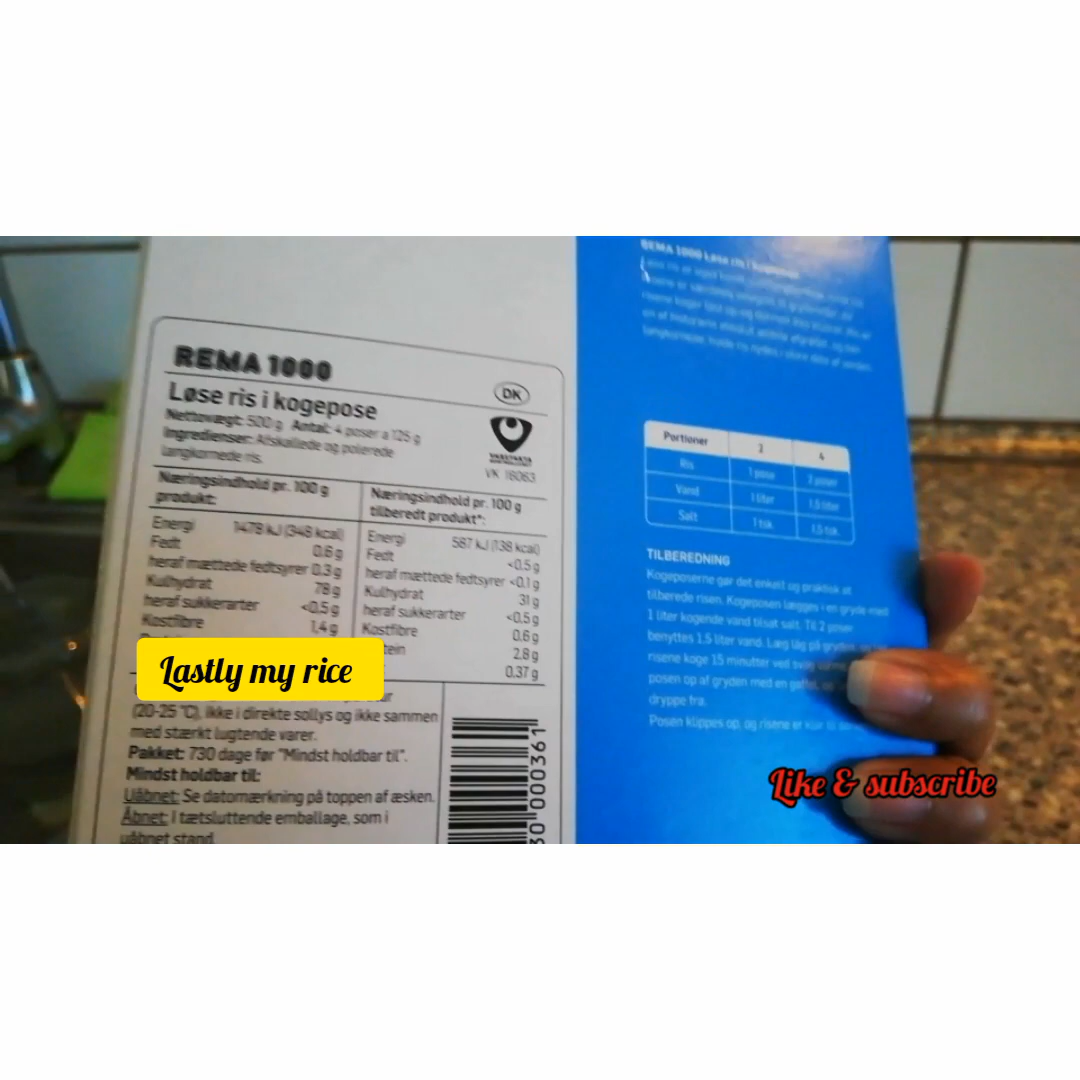 REMA 1000
Løse ris i kogepose
DK
Nettovægt: 500 g Antal: 4 poser a 125 g
Ingredienser: Afskallede og polerede
langkornede ris.
VK 16063
Næringsindhold pr. 100 g
produkt:
Energi 1478 kJ (348 kcal)
Fedt 0.6 g
heraf mættede fedtsyrer 0.3 g
Kulhydrat 78 g
heraf sukkerarter <0.5 g
Kostfibre 1.4 g
Næringsindhold pr. 100 g
tilberedt produkt*:
Energi 587 kJ (138 kcal)
Fedt <0.5 g
heraf mættede fedtsyrer <0.1 g
Kulhydrat 31 g
heraf sukkerarter <0.5 g
Kostfibre 0.6 g
tein 2.8 g
0.37 g
Lastly my rice
(20-25 °C), ikke i direkte sollys og ikke sammen
med stærkt lugtende varer.
Pakket: 730 dage før "Mindst holdbar til".
Mindst holdbar til:
Uåbnet: Se datomærkning på toppen af æsken.
Åbnet: I tætsluttende emballage, som i
uåbnet stand.
30 000361
REMA 1000 Løse ris i kogepose
Portioner 2 4
Ris 1 pose 2 poser
Vand 1 liter 1.5 liter
Salt 1 tsk. 1.5 tsk.
TILBEREDNING
Kogeposerne gør det enkelt og praktisk at
tilberede risen. Kogeposen lægges i en gryde med
1 liter kogende vand tilsat salt. Til 2 poser
benyttes 1.5 liter vand. Læg låg på gryden og
risene koge 15 minutter ved svag varme
posen op af gryden med en gaffel, og
dryppe fra.
Posen klippes op, og risene er klar til
Like & subscribe